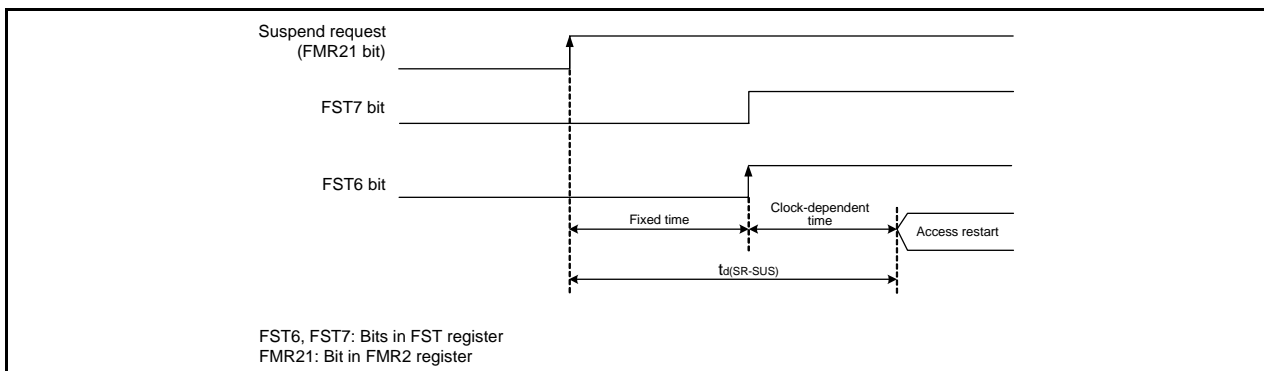 Suspend request
(FMR21 bit)
FST7 bit
FST6 bit
Fixed time
Clock-dependent
time
Access restart
td(SR-SUS)
FST6, FST7: Bits in FST register
FMR21: Bit in FMR2 register